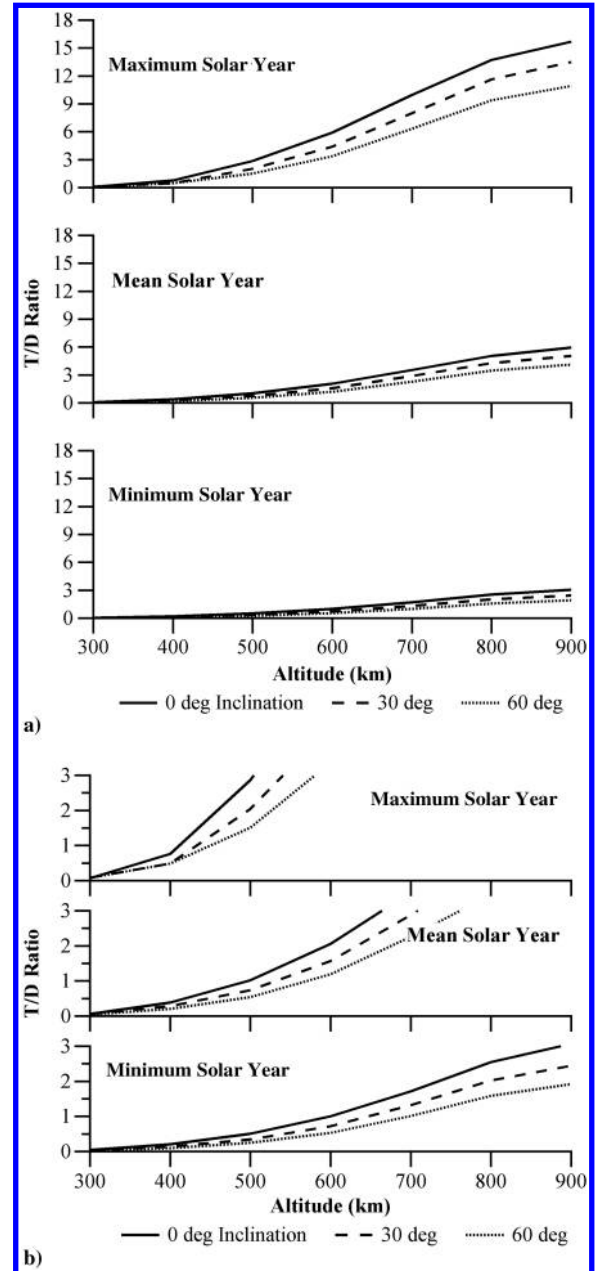 18
15
12
9
6
3
0
Maximum Solar Year
18
15
12
9
6
3
0
Mean Solar Year
T/D Ratio
18
15
12
9
6
3
0
Minimum Solar Year
300 400 500 600 700 800 900
Altitude (km)
0 deg Inclination 30 deg 60 deg
a)
3
2
1
0
Maximum Solar Year
3
2
1
0
Mean Solar Year
T/D Ratio
3
2
1
0
Minimum Solar Year
300 400 500 600 700 800 900
Altitude (km)
0 deg Inclination 30 deg 60 deg
b)